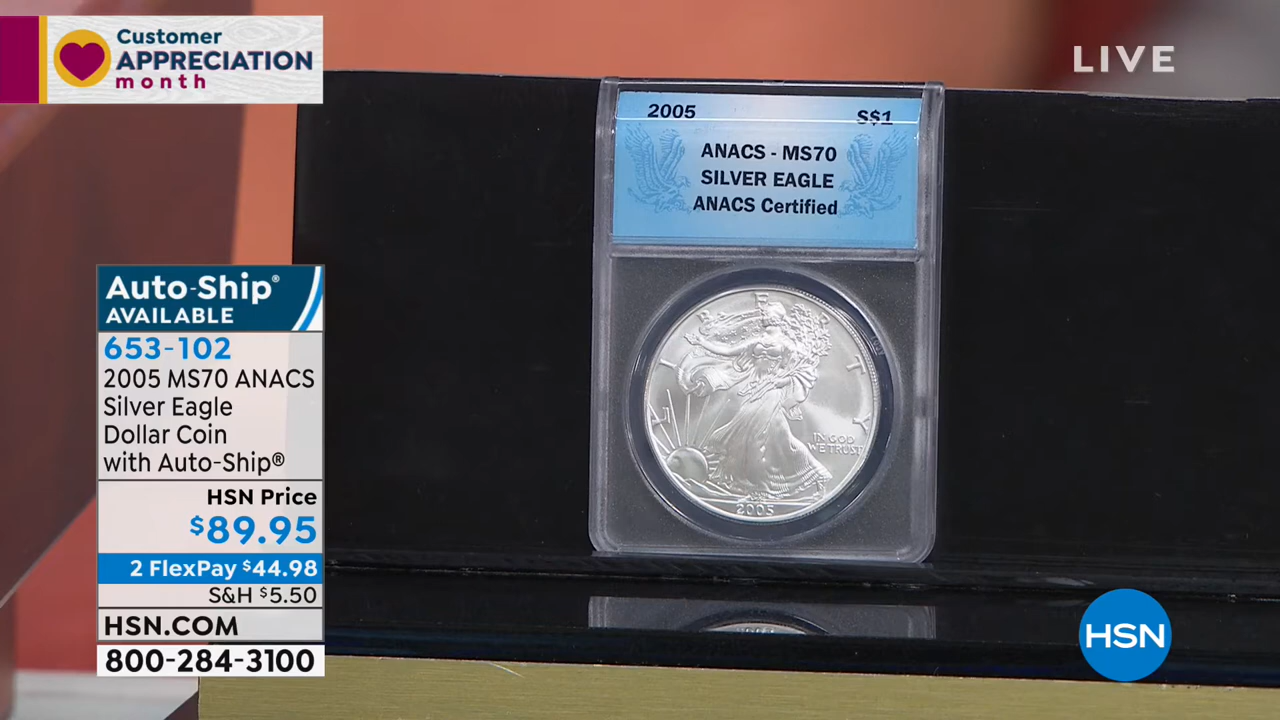 Customer
APPRECIATION
month
LIVE
2005 S$1
ANACS - MS70
SILVER EAGLE
ANACS Certified
LIBERTY
IN GOD
WE TRUST
2005
Auto-Ship®
AVAILABLE
653-102
2005 MS70 ANACS
Silver Eagle
Dollar Coin
with Auto-Ship®
HSN Price
$89.95
2 FlexPay $44.98
S&H $5.50
HSN.COM
800-284-3100
HSN